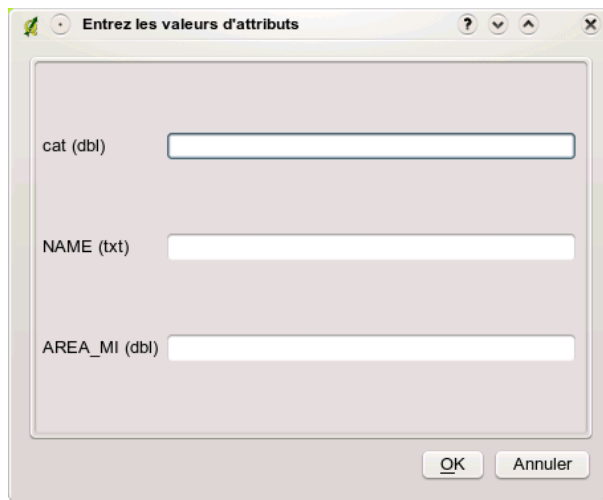 Entrez les valeurs d'attributs
cat (dbl)
NAME (txt)
AREA_MI (dbl)
OK Annuler